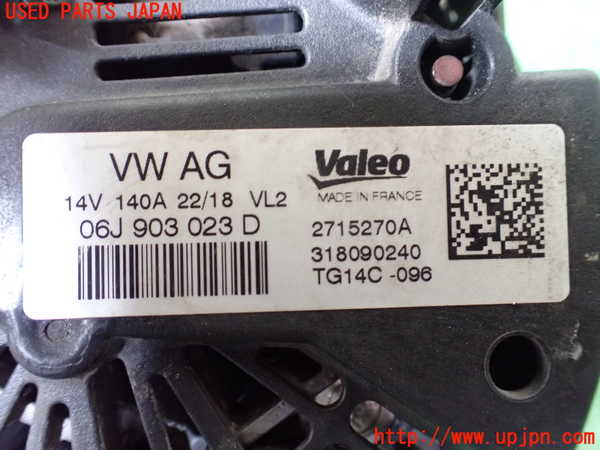 USED PARTS JAPAN
VW AG
14V 140A 22/18 VL2
06J 903 023 D
Valeo
MADE IN FRANCE
2715270A
318090240
TG14C -096
http://www.upjpn.com/